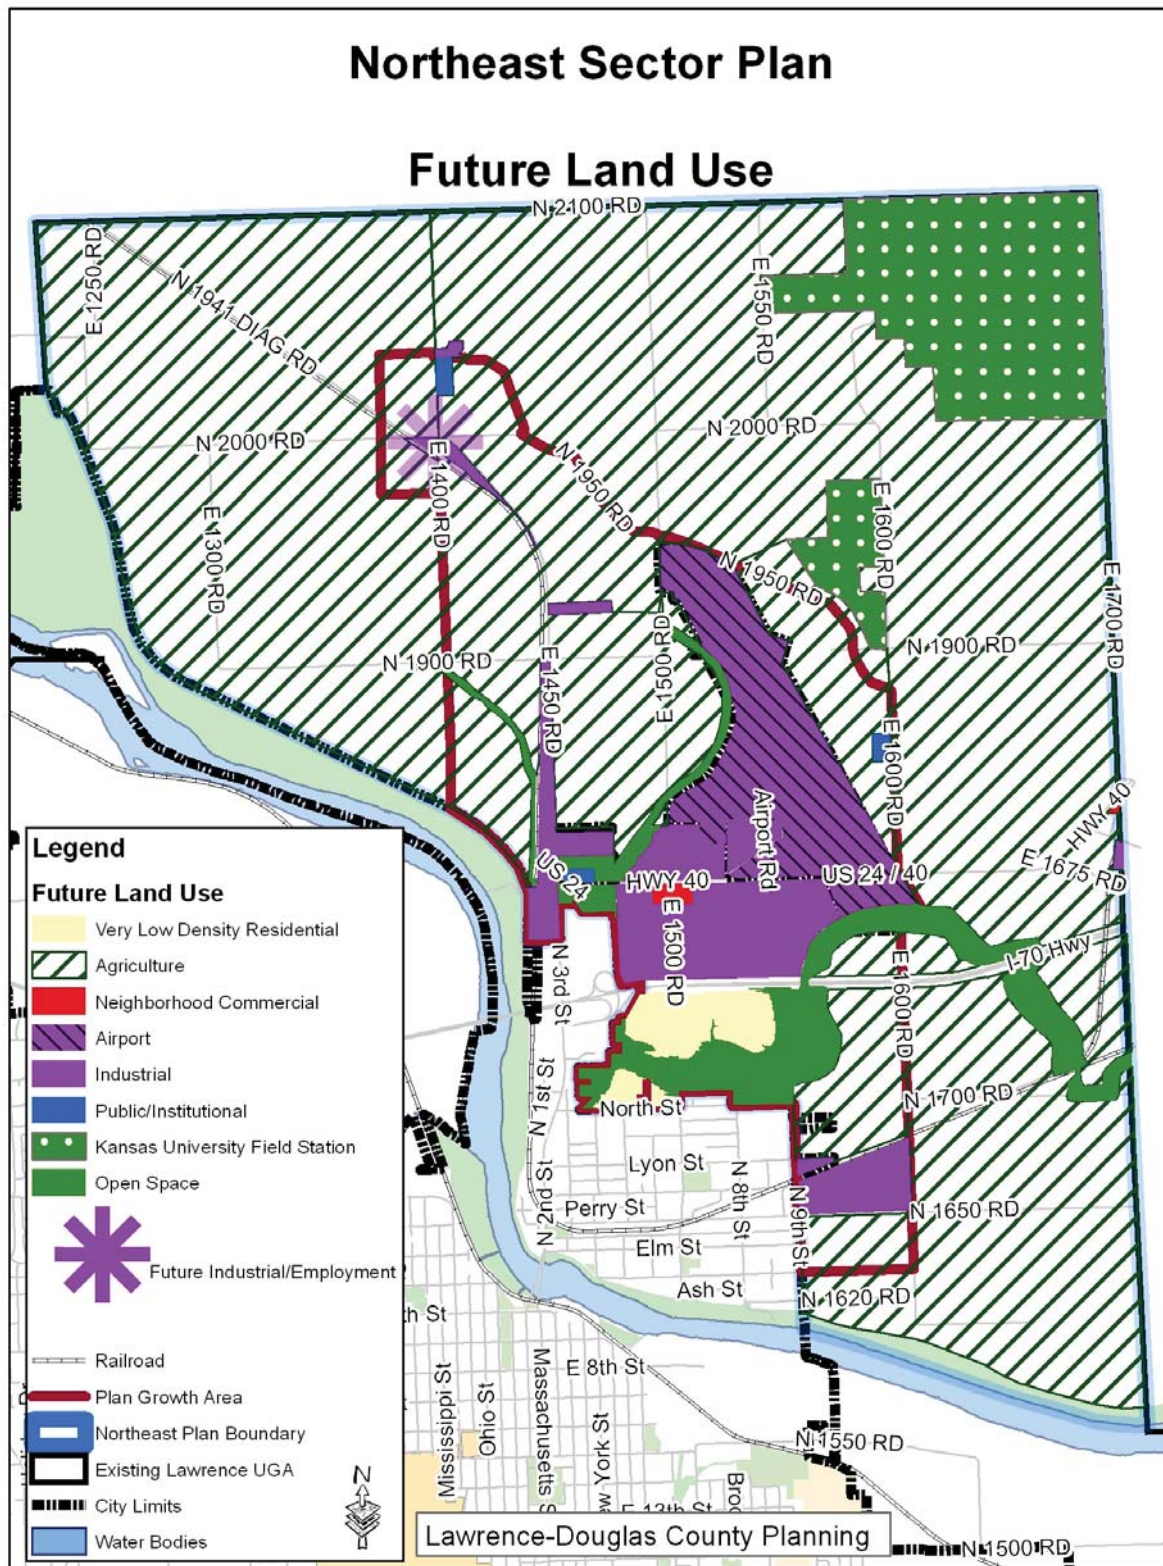 Northeast Sector Plan
Future Land Use
N 2100 RD
E 1250 RD
N 1941 DIAG RD
E 1550 RD
N 2000 RD
N 2000 RD
E 1400 RD
N 1950 RD
E 1300 RD
E 1600 RD
N 1950 RD
E 1700 RD
N 1900 RD
E 1450 RD
E 1500 RD
N 1900 RD
E 1600 RD
Airport Rd
HWY 40
E 1675 RD
US 24
HWY 40
US 24 / 40
E 1500 RD
N 3rd St
I-70 Hwy
E 1600 RD
N 1st St
North St
N 1700 RD
Lyon St
N 8th St
N 2nd St
Perry St
N 9th St
N 1650 RD
Elm St
Ash St
N 1620 RD
th St
E 8th St
Mississippi St
Ohio St
Massachusetts S
ew York St
N 1550 RD
Broo
E 13th St
N 1500 RD
Legend
Future Land Use
Very Low Density Residential
Agriculture
Neighborhood Commercial
Airport
Industrial
Public/Institutional
Kansas University Field Station
Open Space
Future Industrial/Employment
Railroad
Plan Growth Area
Northeast Plan Boundary
Existing Lawrence UGA
City Limits
Water Bodies
N
Lawrence-Douglas County Planning